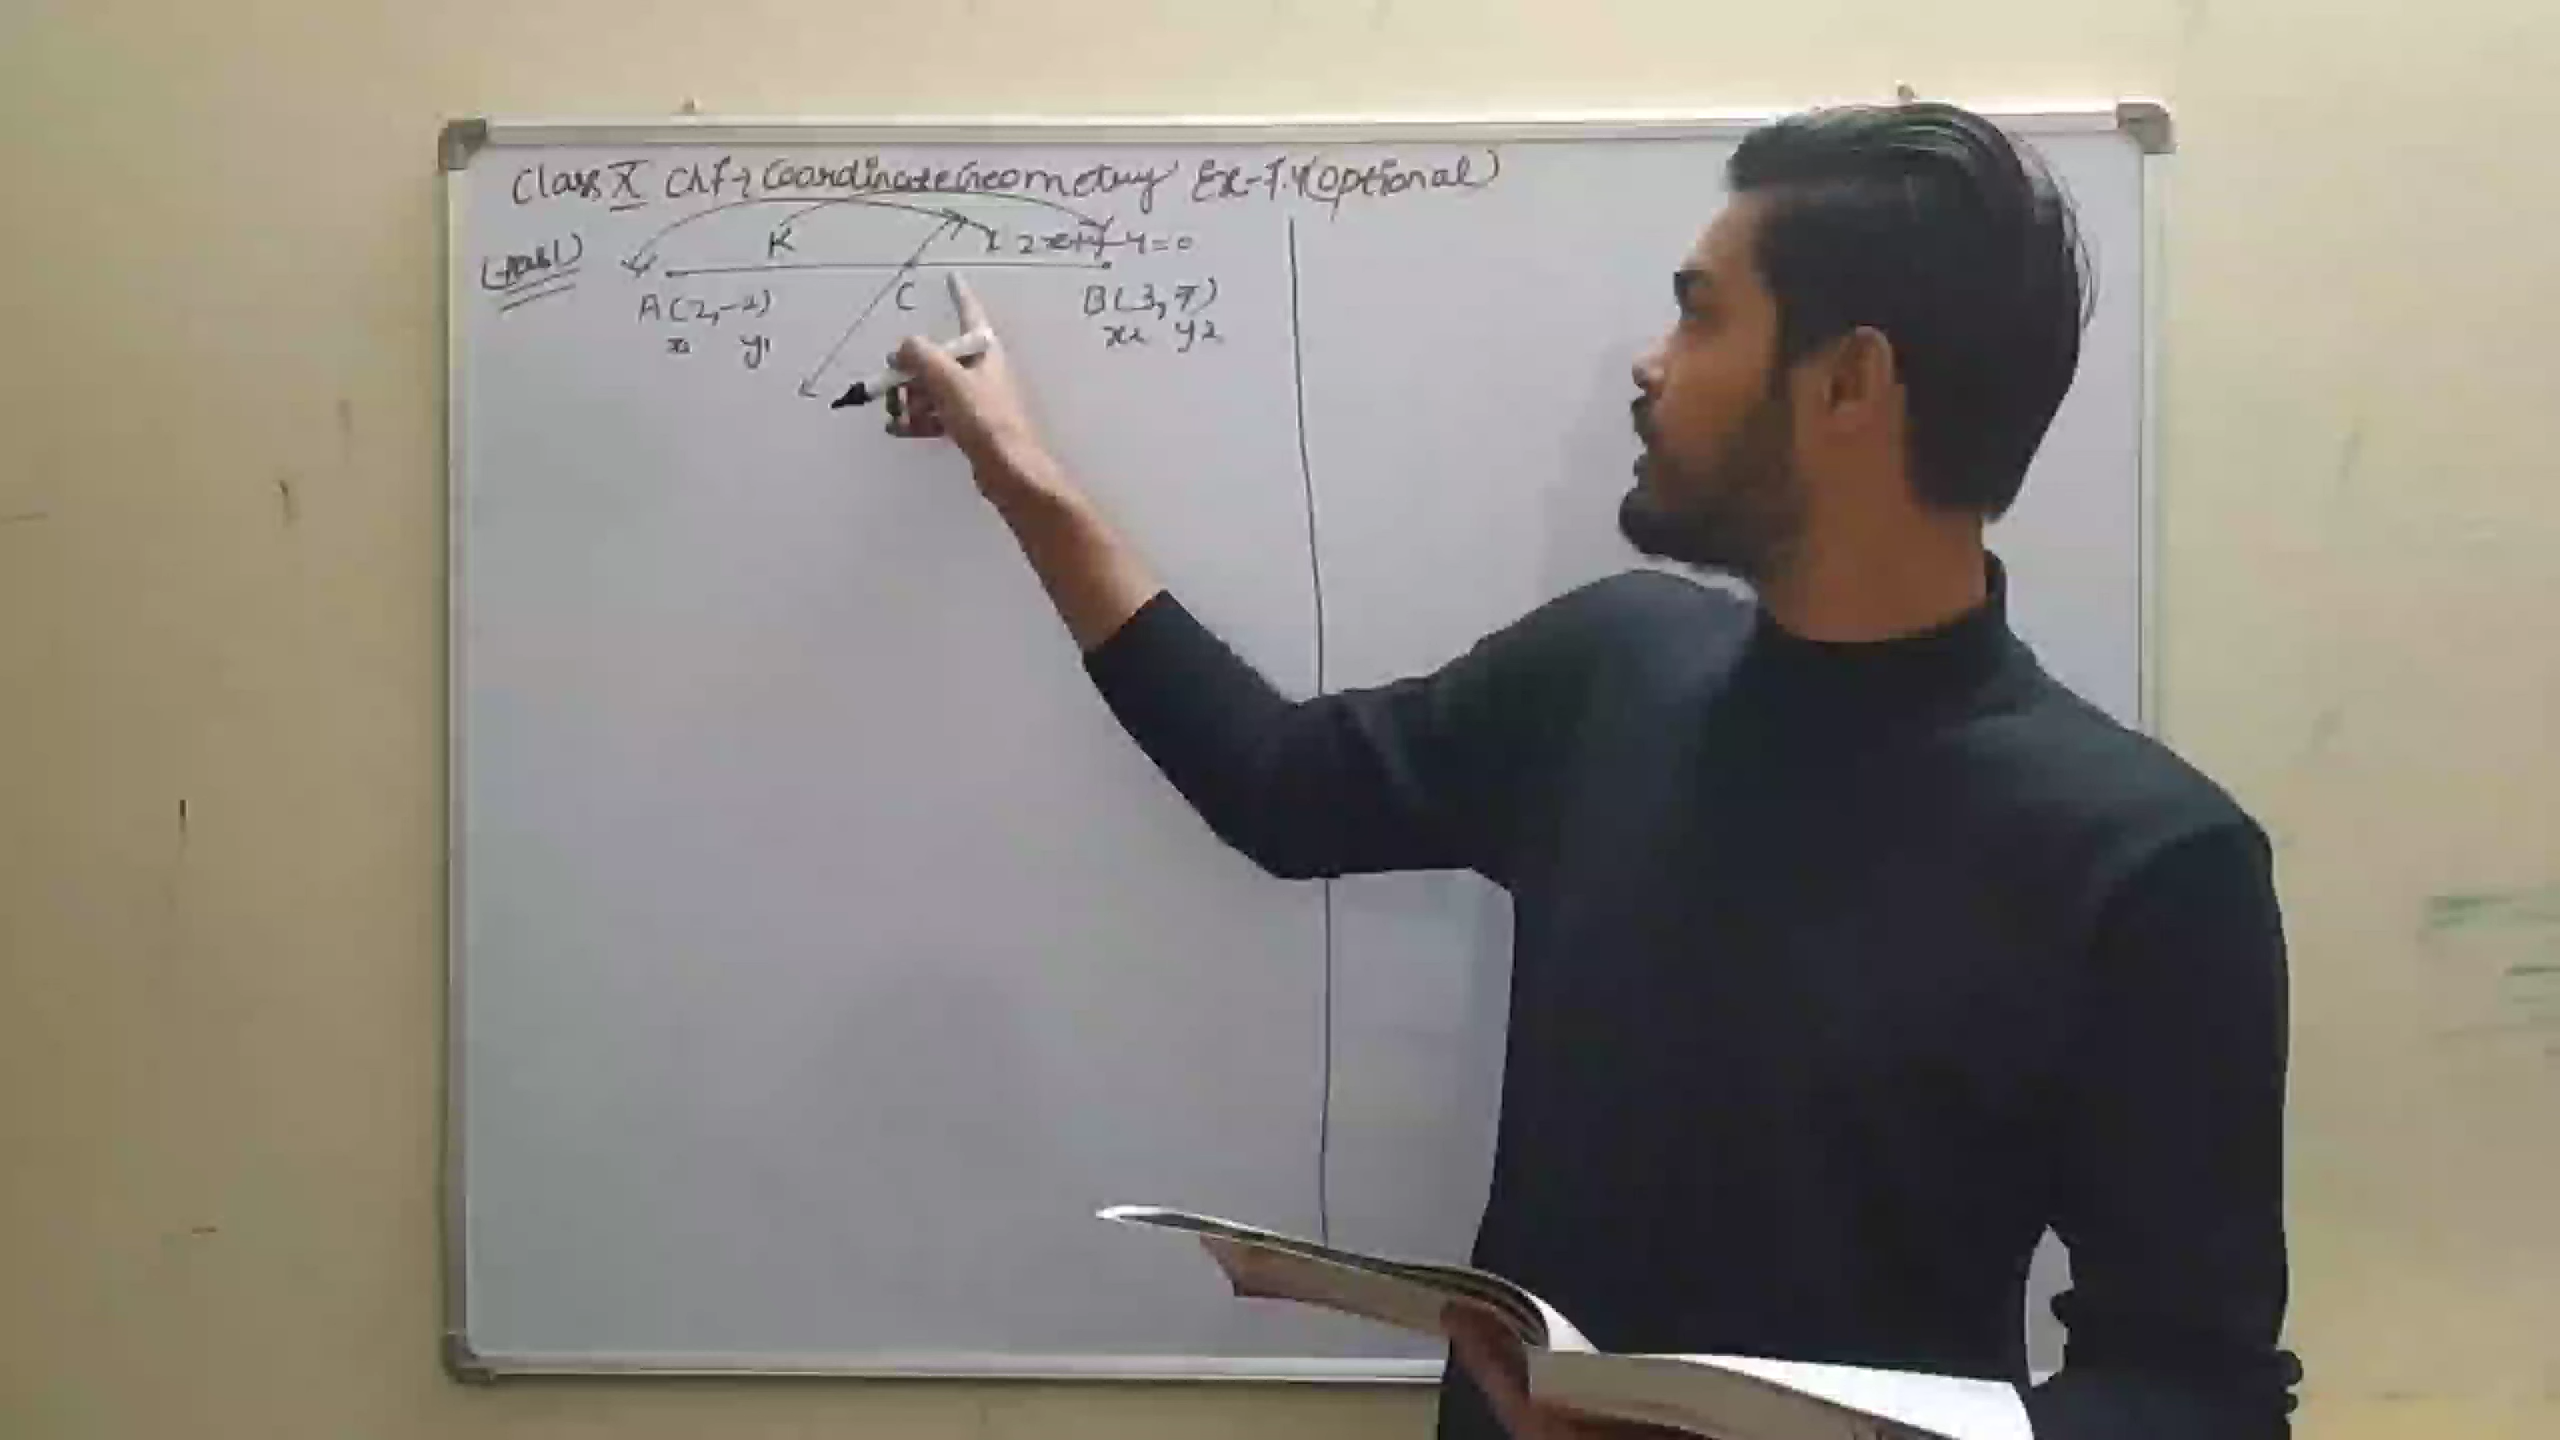 Class X Ch-7 Coordinate Geometry Ex-7.4 (optional)
K 1 2x+y-4=0
A(2,-2) C B(3,7)
x1 y1 x2 y2